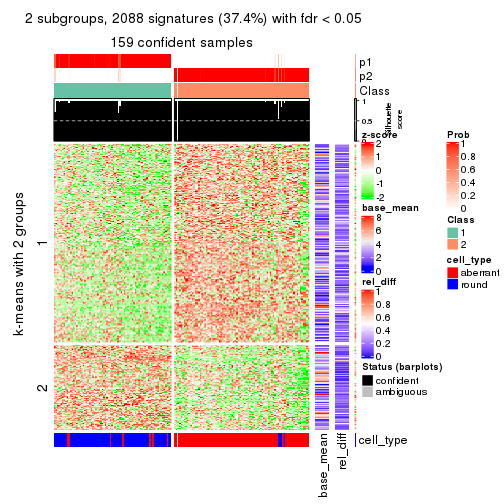 2 subgroups, 2088 signatures (37.4%) with fdr < 0.05
159 confident samples
p1
p2
Class
1
0.5
0
Silhouette
score
k-means with 2 groups
1
2
z-score
2
1
0
-1
-2
base_mean
8
6
4
2
0
rel_diff
1
0.8
0.6
0.4
0.2
0
Status (barplots)
confident
ambiguous
Prob
1
0.8
0.6
0.4
0.2
0
Class
1
2
cell_type
aberrant
round
cell_type
base_mean
rel_diff